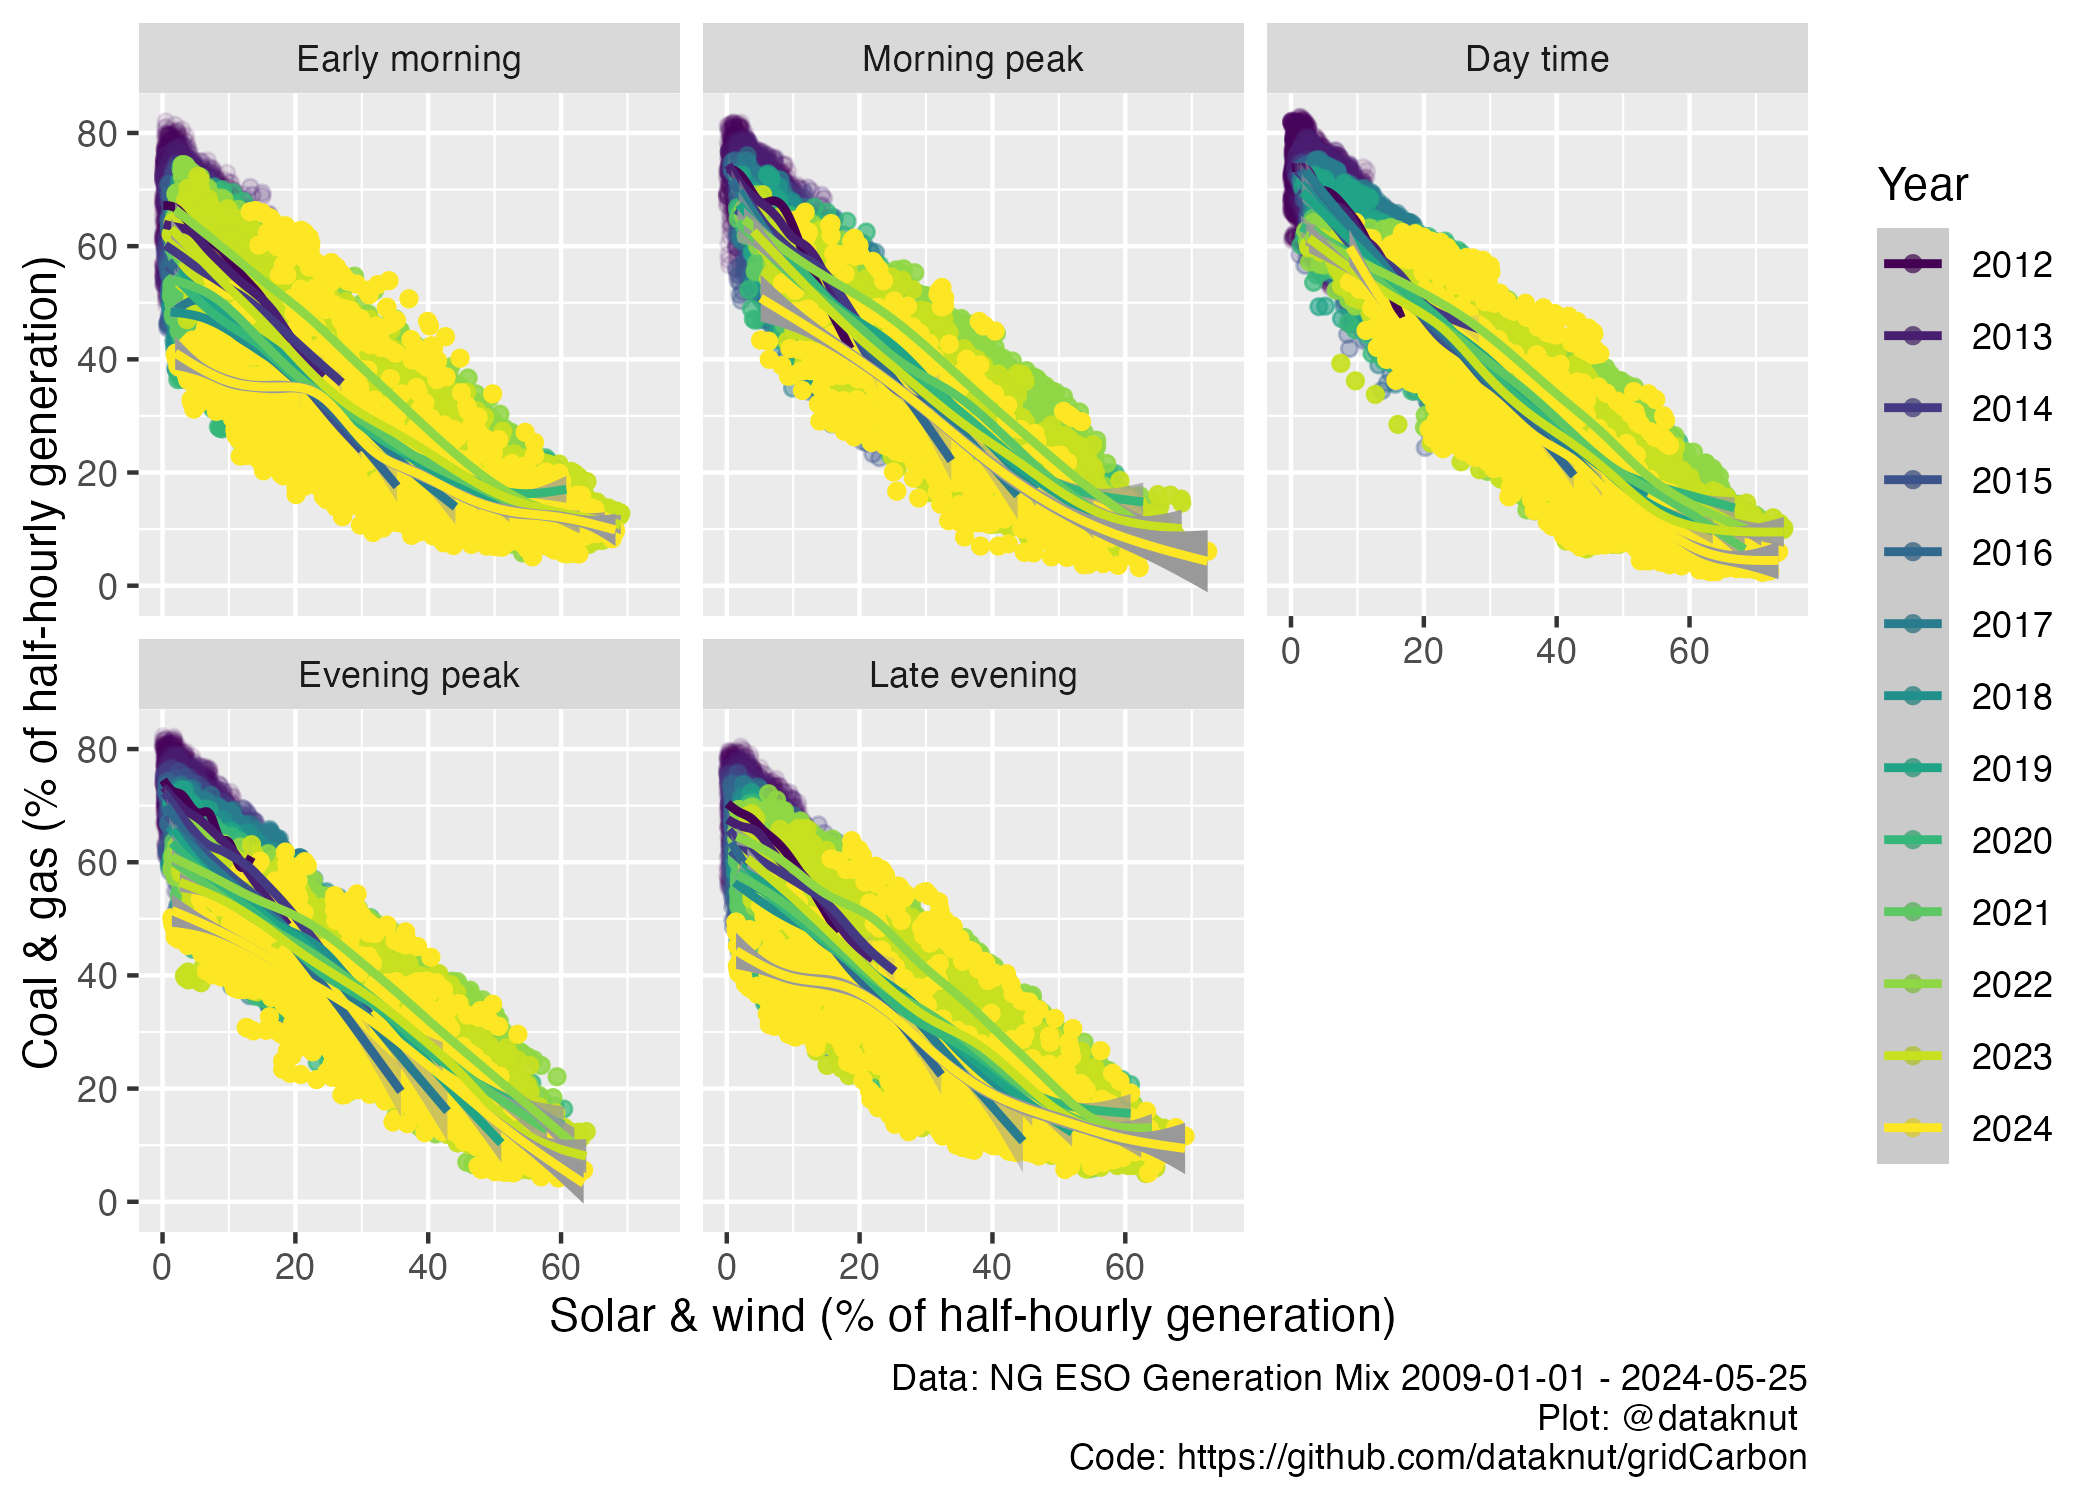 Early morning
Morning peak
Day time
80
60
40
20
0
0 20 40 60
Evening peak
Late evening
80
60
40
20
0
0 20 40 60
0 20 40 60
Coal & gas (% of half-hourly generation)
Solar & wind (% of half-hourly generation)
Year
2012
2013
2014
2015
2016
2017
2018
2019
2020
2021
2022
2023
2024
Data: NG ESO Generation Mix 2009-01-01 - 2024-05-25
Plot: @dataknut
Code: https://github.com/dataknut/gridCarbon